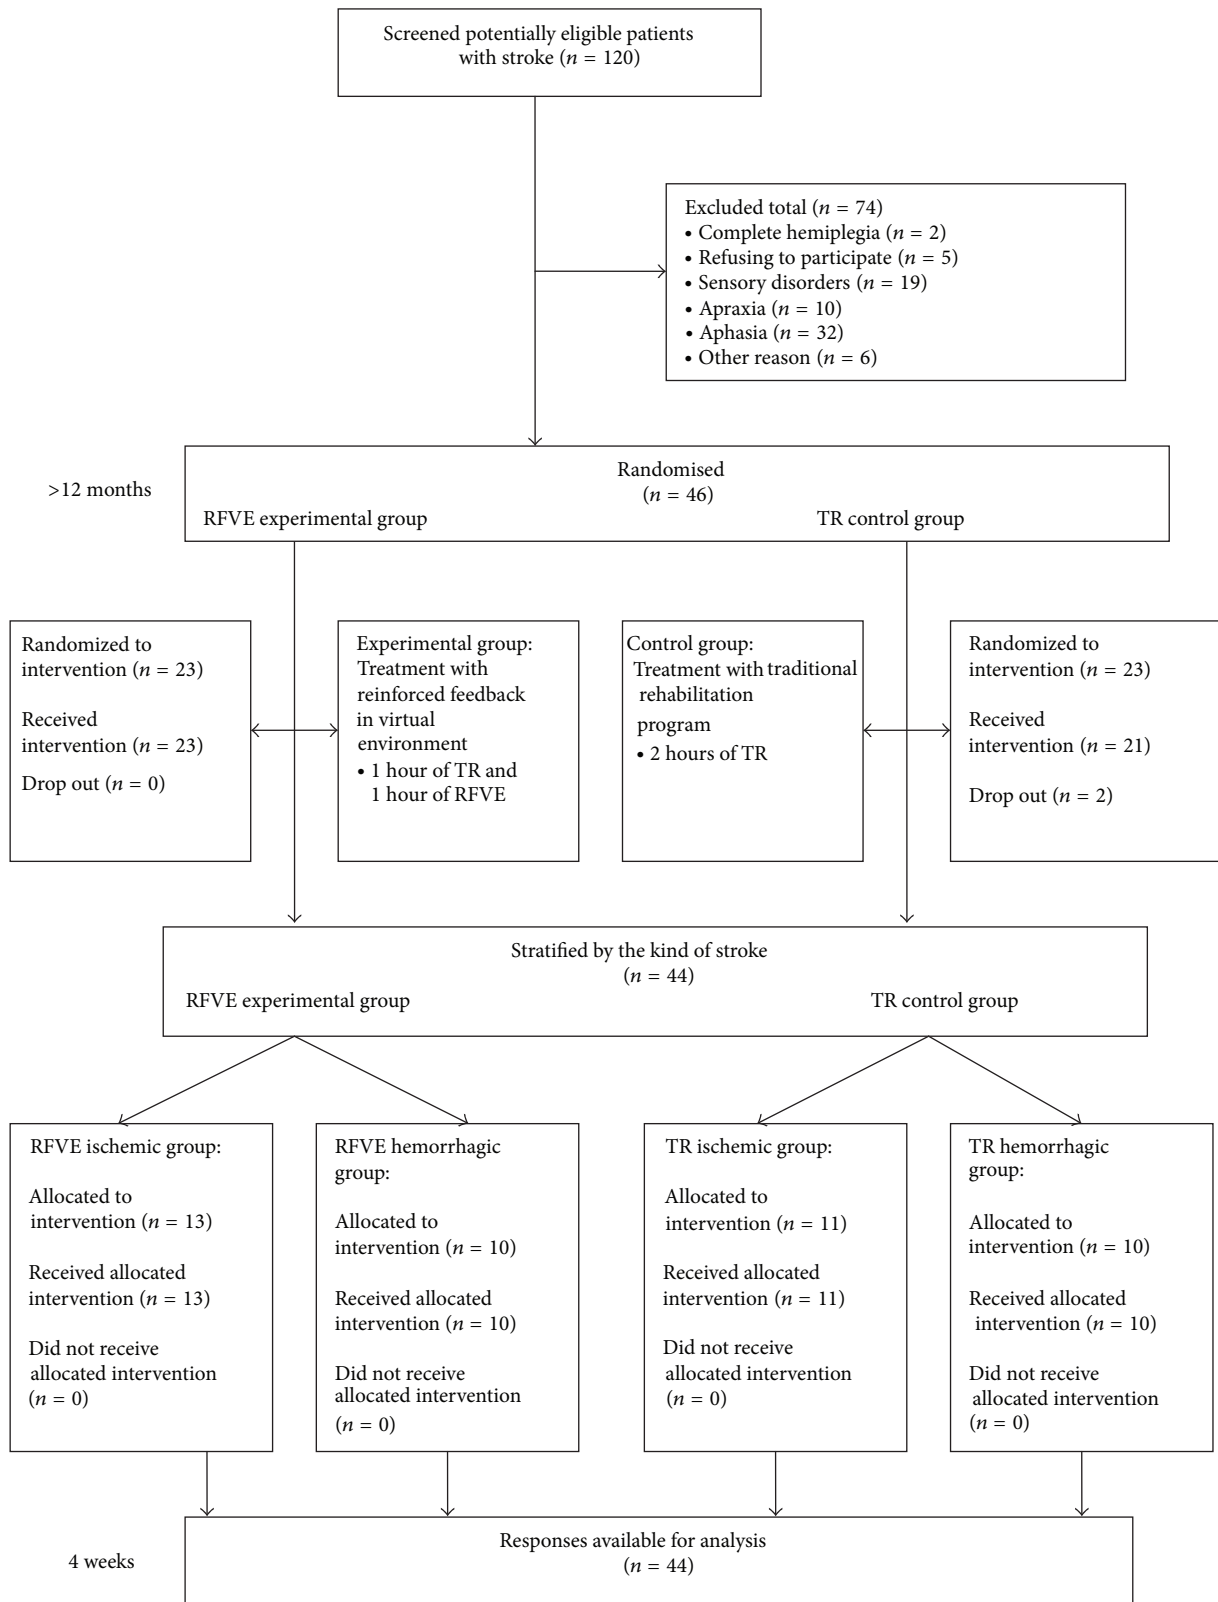 Screened potentially eligible patients
with stroke (n = 120)
Excluded total (n = 74)
• Complete hemiplegia (n = 2)
• Refusing to participate (n = 5)
• Sensory disorders (n = 19)
• Apraxia (n = 10)
• Aphasia (n = 32)
• Other reason (n = 6)
>12 months
Randomised
(n = 46)
RFVE experimental group
TR control group
Randomized to
intervention (n = 23)
Received
intervention (n = 23)
Drop out (n = 0)
Experimental group:
Treatment with
reinforced feedback
in virtual
environment
• 1 hour of TR and
1 hour of RFVE
Control group:
Treatment with traditional
rehabilitation
program
• 2 hours of TR
Randomized to
intervention (n = 23)
Received
intervention (n = 21)
Drop out (n = 2)
Stratified by the kind of stroke
(n = 44)
RFVE experimental group
TR control group
RFVE ischemic group:
Allocated to
intervention (n = 13)
Received allocated
intervention (n = 13)
Did not receive
allocated intervention
(n = 0)
RFVE hemorrhagic
group:
Allocated to
intervention (n = 10)
Received allocated
intervention (n = 10)
Did not receive
allocated intervention
(n = 0)
TR ischemic group:
Allocated to
intervention (n = 11)
Received allocated
intervention (n = 11)
Did not receive
allocated intervention
(n = 0)
TR hemorrhagic
group:
Allocated to
intervention (n = 10)
Received allocated
intervention (n = 10)
Did not receive
allocated intervention
(n = 0)
4 weeks
Responses available for analysis
(n = 44)